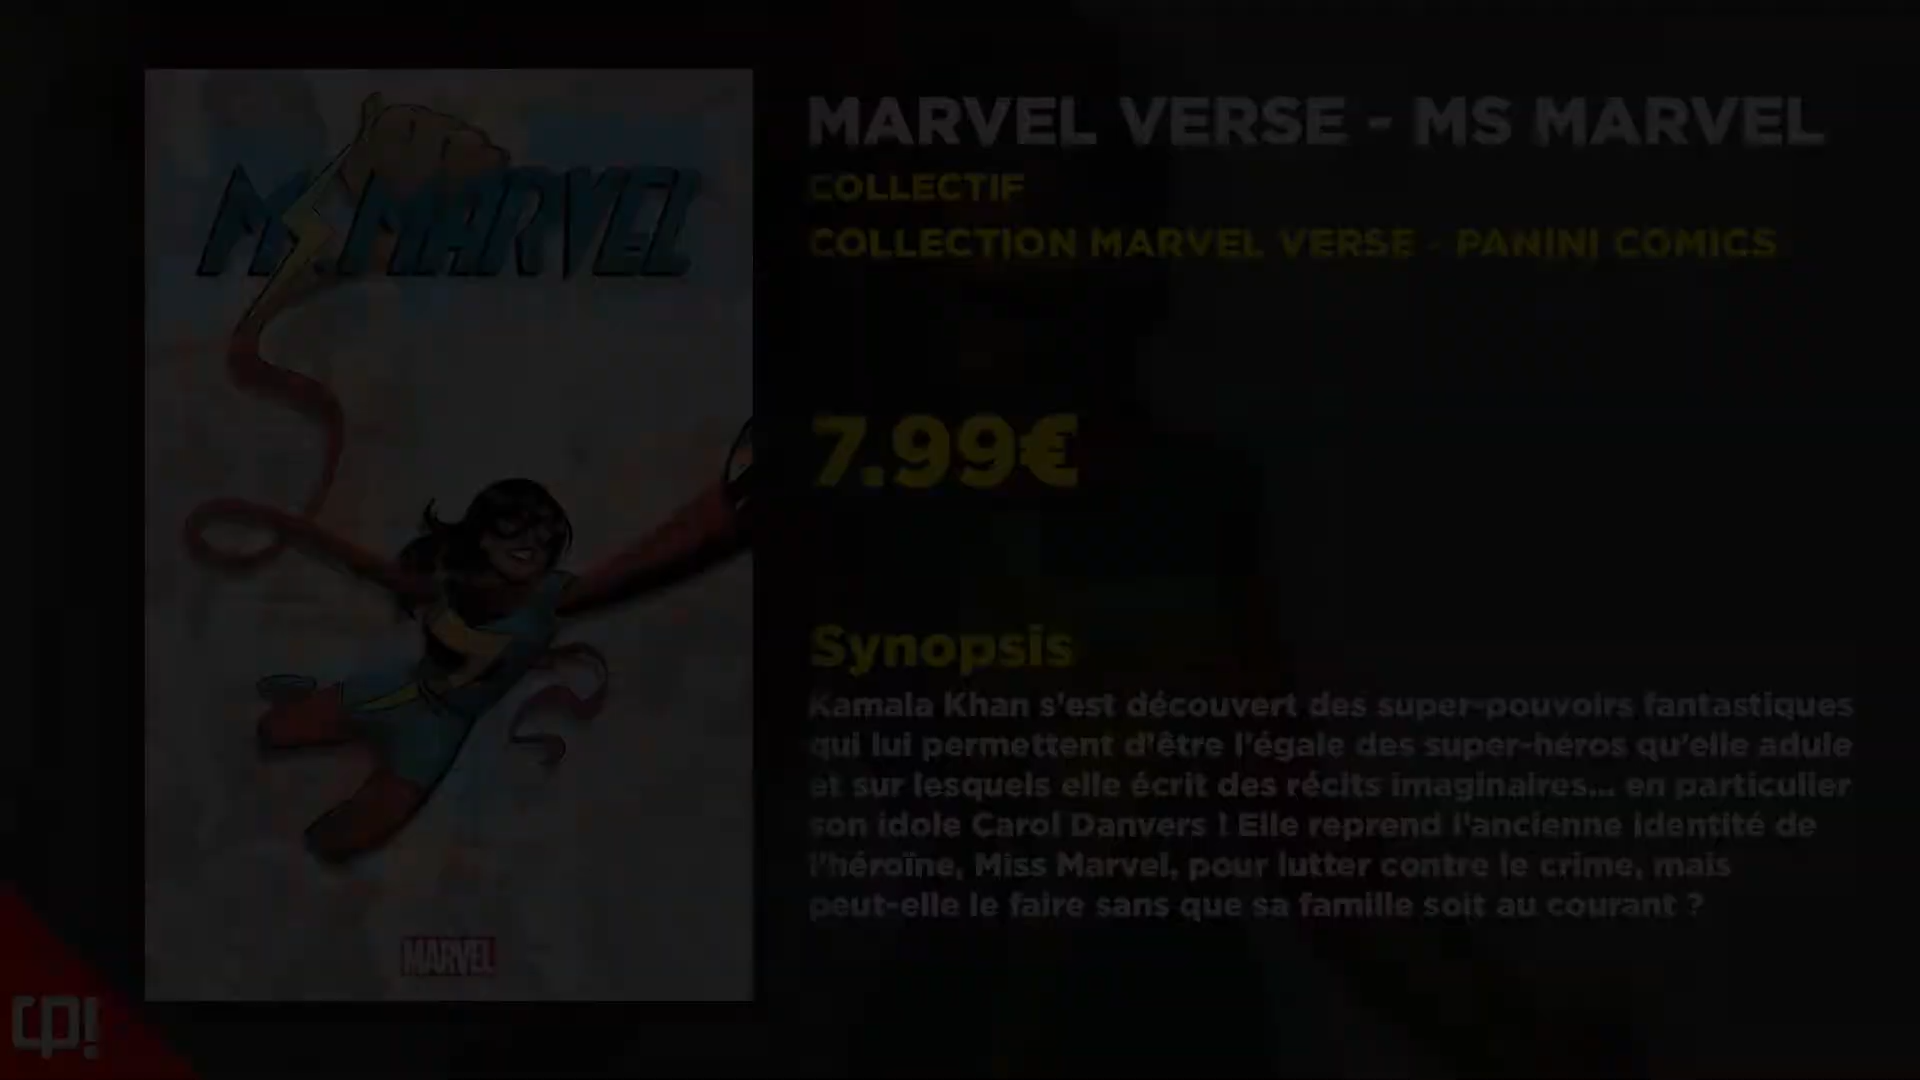 MS. MARVEL
MARVEL
MARVEL VERSE - MS MARVEL
COLLECTIF
COLLECTION MARVEL VERSE - PANINI COMICS
7.99€
Synopsis
Kamala Khan s'est découvert des super-pouvoirs fantastiques
qui lui permettent d'être l'égale des super-héros qu'elle adule
et sur lesquels elle écrit des récits imaginaires... en particulier
son idole Carol Danvers ! Elle reprend l'ancienne identité de
l'héroïne, Miss Marvel, pour lutter contre le crime, mais
peut-elle le faire sans que sa famille soit au courant ?
CP!